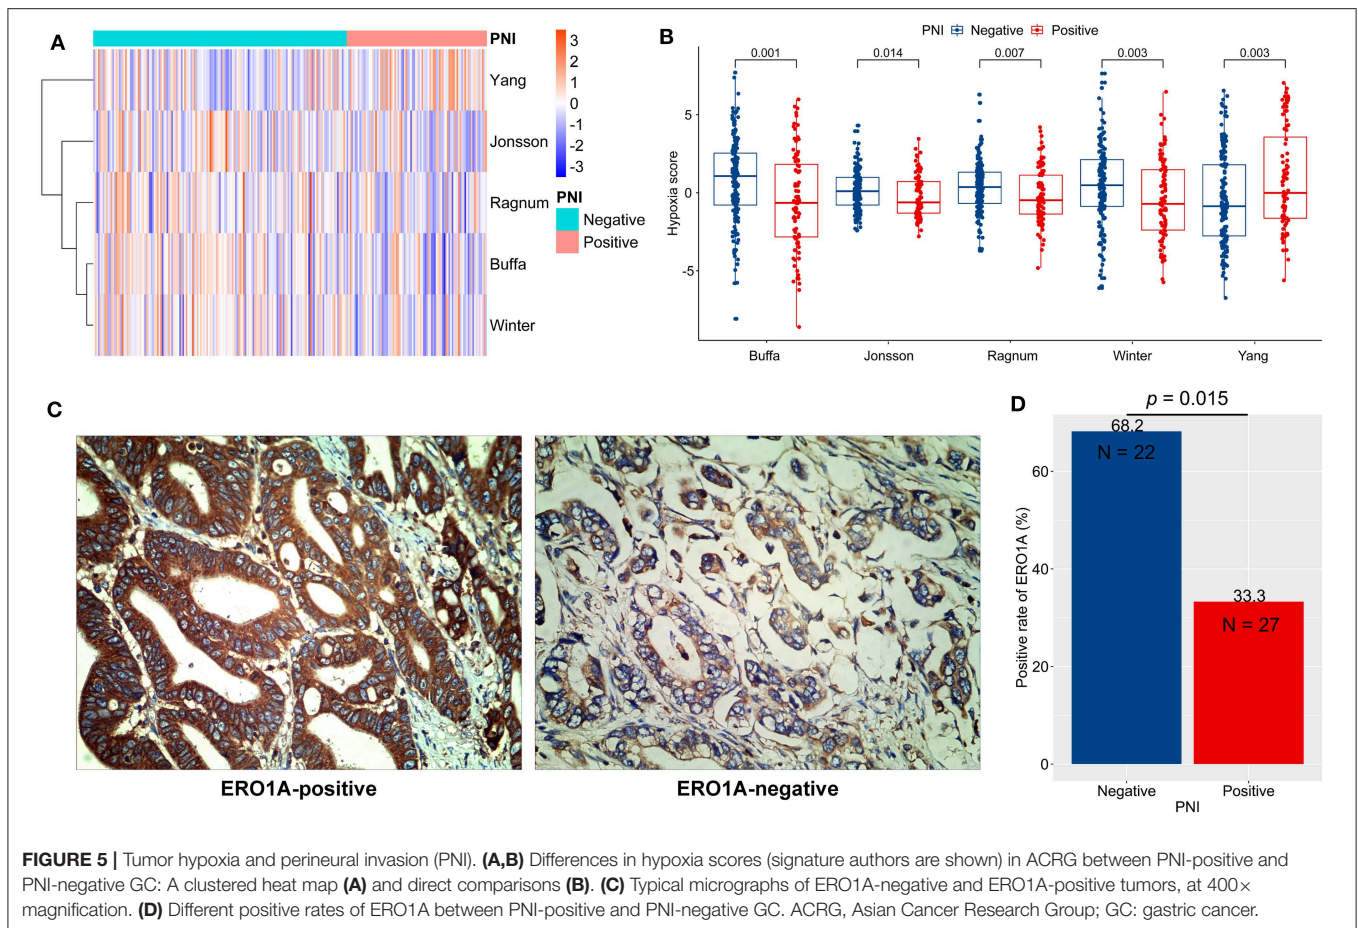 A
PNI
Yang
Jonsson
Ragnum
Buffa
Winter
3
2
1
0
-1
-2
-3
PNI
Negative
Positive
B
PNI Negative Positive
0.001 0.014 0.007 0.003 0.003
Hypoxia score
5
0
-5
Buffa Jonsson Ragnum Winter Yang
C
ERO1A-positive ERO1A-negative
D
p = 0.015
68.2
N = 22
33.3
N = 27
Positive rate of ERO1A (%)
60
40
20
0
Negative Positive
PNI
FIGURE 5 | Tumor hypoxia and perineural invasion (PNI). (A,B) Differences in hypoxia scores (signature authors are shown) in ACRG between PNI-positive and
PNI-negative GC: A clustered heat map (A) and direct comparisons (B). (C) Typical micrographs of ERO1A-negative and ERO1A-positive tumors, at 400×
magnification. (D) Different positive rates of ERO1A between PNI-positive and PNI-negative GC. ACRG, Asian Cancer Research Group; GC: gastric cancer.